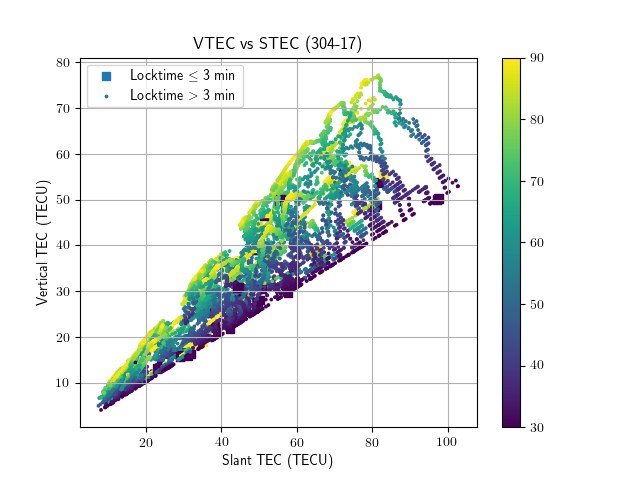 VTEC vs STEC (304-17)
Locktime ≤ 3 min
Locktime > 3 min
80
70
60
50
40
30
20
10
Vertical TEC (TECU)
20 40 60 80 100
Slant TEC (TECU)
90
80
70
60
50
40
30